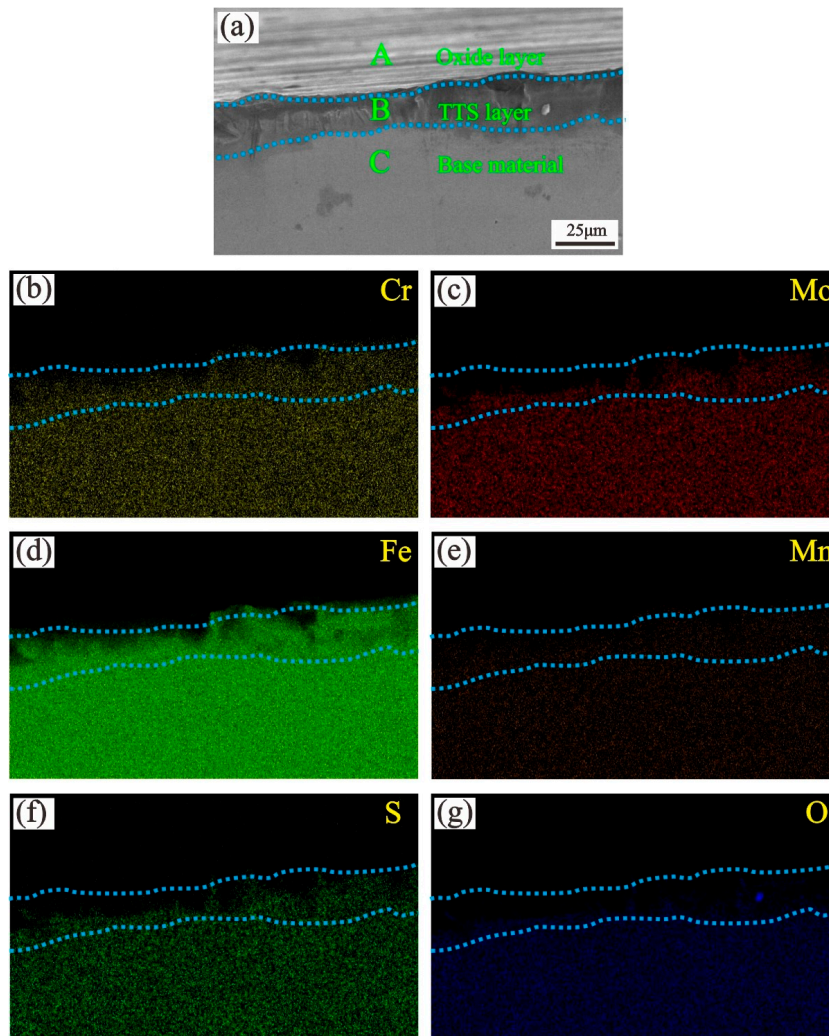 (a)
A Oxide layer
B TTS layer
C Base material
25μm
(b) Cr
(c) Mo
(d) Fe
(e) Mn
(f) S
(g) O